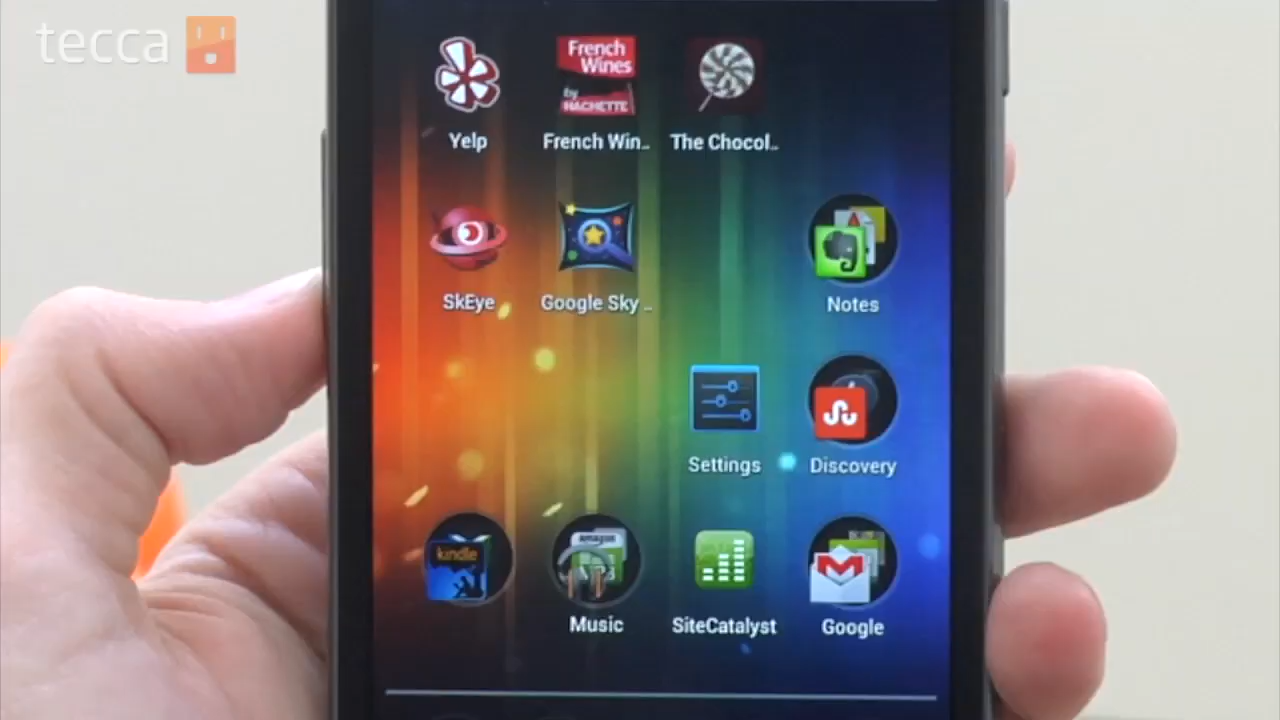 tecca
French
Wines
by
HACHETTE
Yelp
French Win..
The Chocol..
SkEye
Google Sky ..
Notes
Settings
Discovery
kindle
amazon
Music
SiteCatalyst
Google